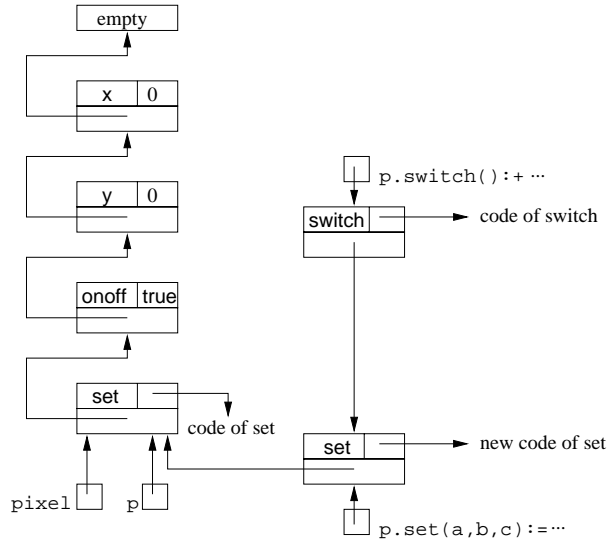 empty
x 0
y 0
p.switch():+ ···
switch
code of switch
onoff true
set
code of set
set
new code of set
pixel
p
p.set(a,b,c):=···